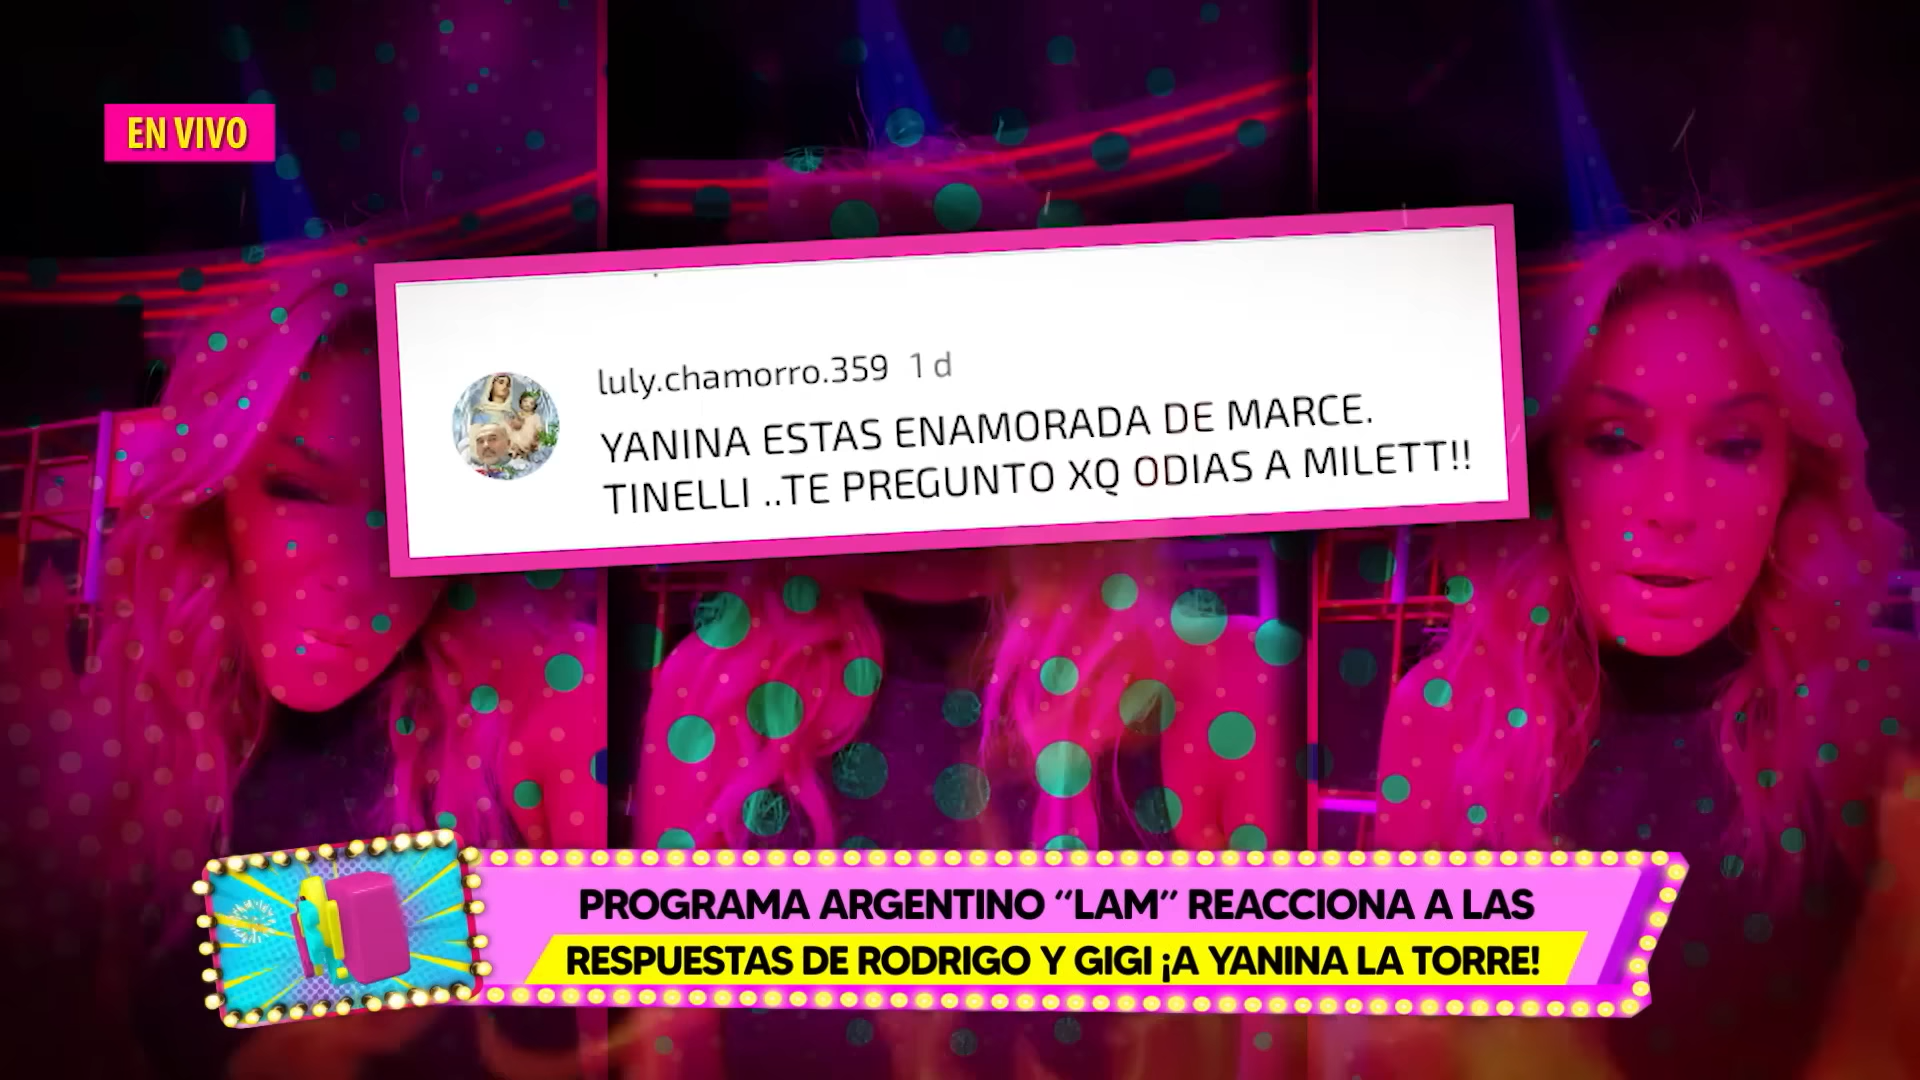 EN VIVO
luly.chamorro.359 1 d
YANINA ESTAS ENAMORADA DE MARCE.
TINELLI ..TE PREGUNTO XQ ODIAS A MILETT!!
PROGRAMA ARGENTINO “LAM” REACCIONA A LAS
RESPUESTAS DE RODRIGO Y GIGI ¡A YANINA LA TORRE!